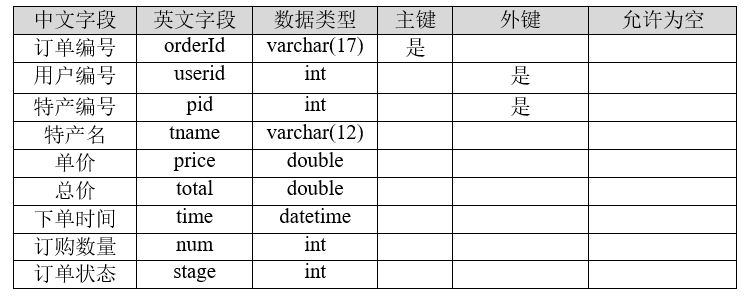 中文字段 英文字段 数据类型 主键 外键 允许为空
订单编号 orderId varchar(17) 是
用户编号 userid int 是
特产编号 pid int 是
特产名 tname varchar(12)
单价 price double
总价 total double
下单时间 time datetime
订购数量 num int
订单状态 stage int